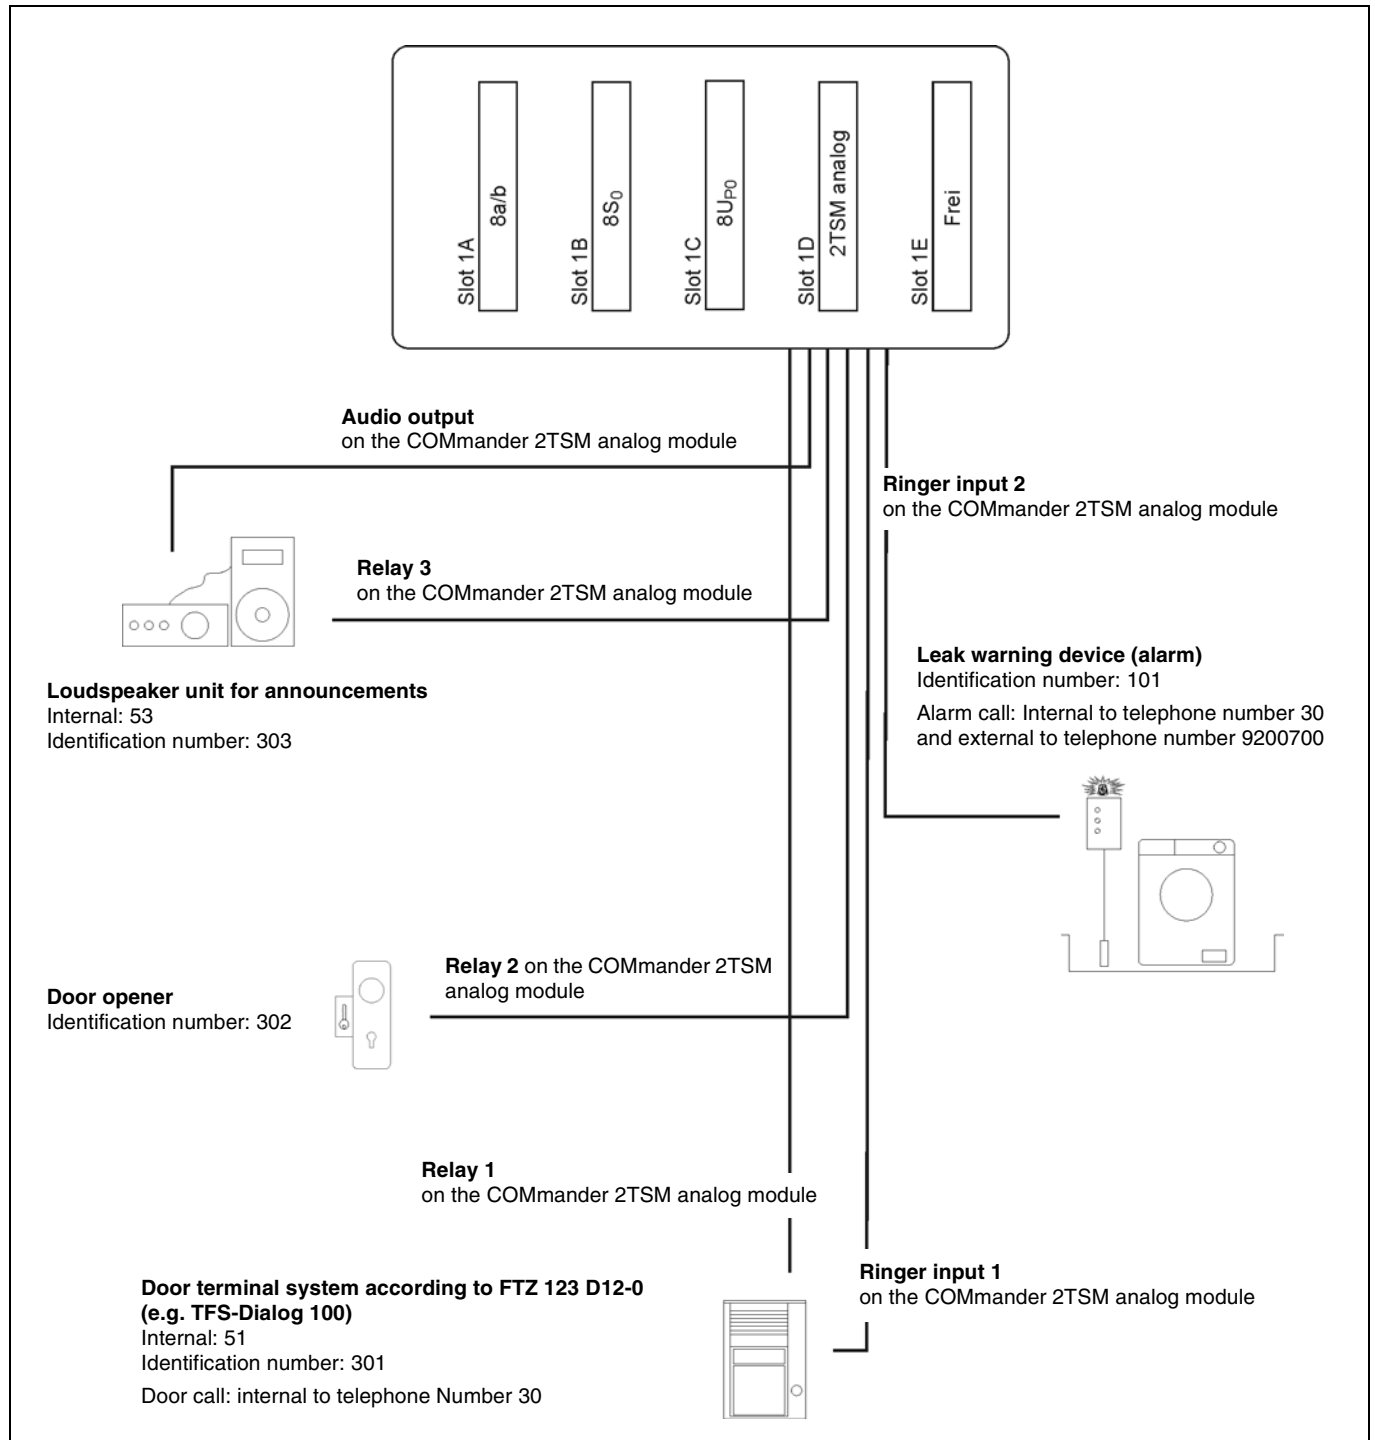 Slot 1A
8a/b
Slot 1B
8S0
Slot 1C
8UP0
Slot 1D
2TSM analog
Slot 1E
Frei
Audio output
on the COMmander 2TSM analog module
Ringer input 2
on the COMmander 2TSM analog module
Relay 3
on the COMmander 2TSM analog module
Loudspeaker unit for announcements
Internal: 53
Identification number: 303
Leak warning device (alarm)
Identification number: 101
Alarm call: Internal to telephone number 30
and external to telephone number 9200700
Relay 2 on the COMmander 2TSM
analog module
Door opener
Identification number: 302
Relay 1
on the COMmander 2TSM analog module
Door terminal system according to FTZ 123 D12-0
(e.g. TFS-Dialog 100)
Internal: 51
Identification number: 301
Door call: internal to telephone Number 30
Ringer input 1
on the COMmander 2TSM analog module